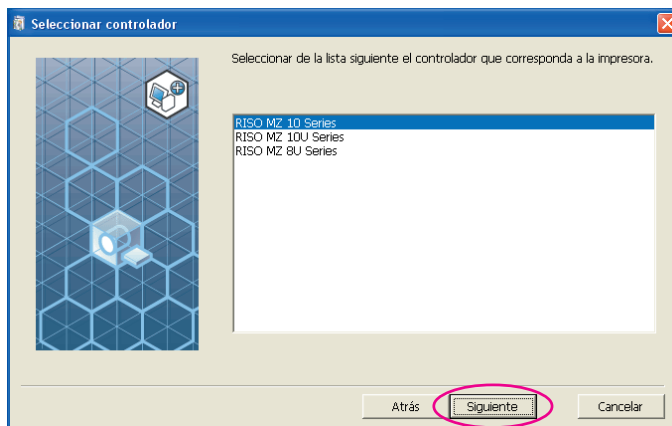 Seleccionar controlador
Seleccionar de la lista siguiente el controlador que corresponda a la impresora.
RISO MZ 10 Series
RISO MZ 10U Series
RISO MZ 8U Series
Atrás
Siguiente
Cancelar